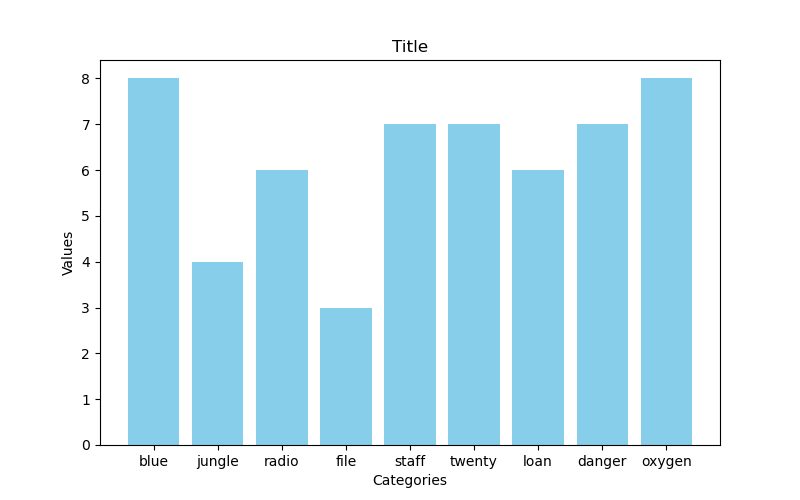 Title
Values
8
7
6
5
4
3
2
1
0
blue jungle radio file staff twenty loan danger oxygen
Categories